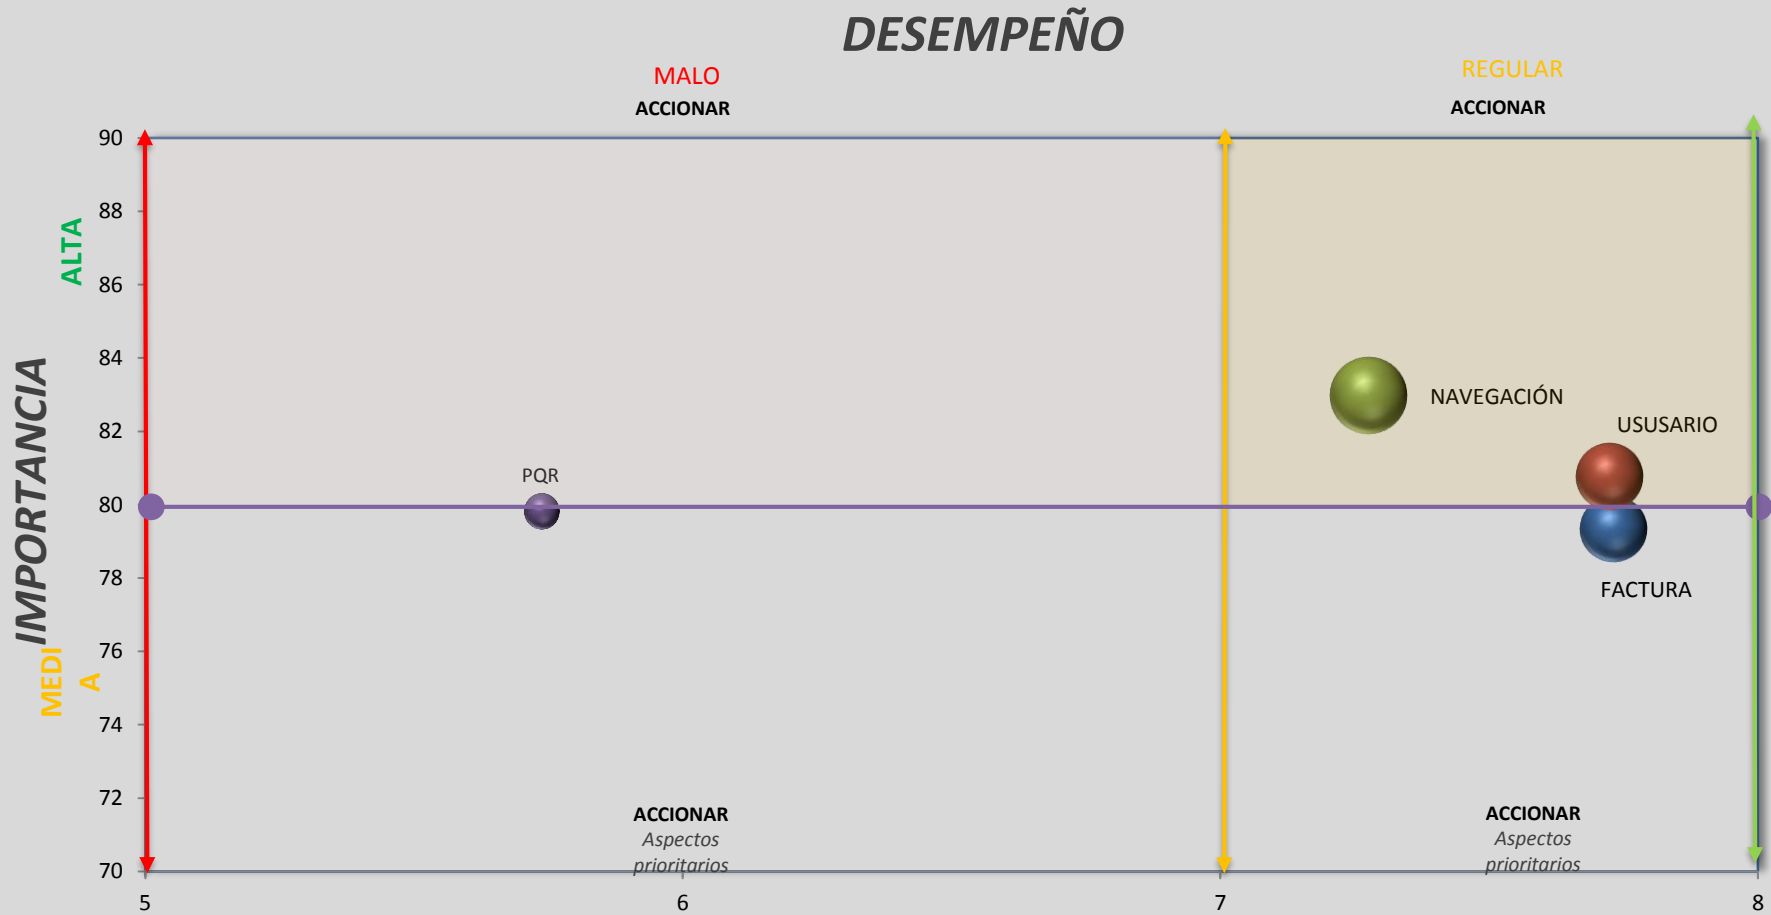 DESEMPEÑO
MALO
REGULAR
ACCIONAR
ACCIONAR
90
88
86
84
82
80
78
76
74
72
70
ALTA
IMPORTANCIA
MEDI
A
NAVEGACIÓN
USUSARIO
PQR
FACTURA
ACCIONAR
Aspectos
prioritarios
ACCIONAR
Aspectos
prioritarios
5
6
7
8